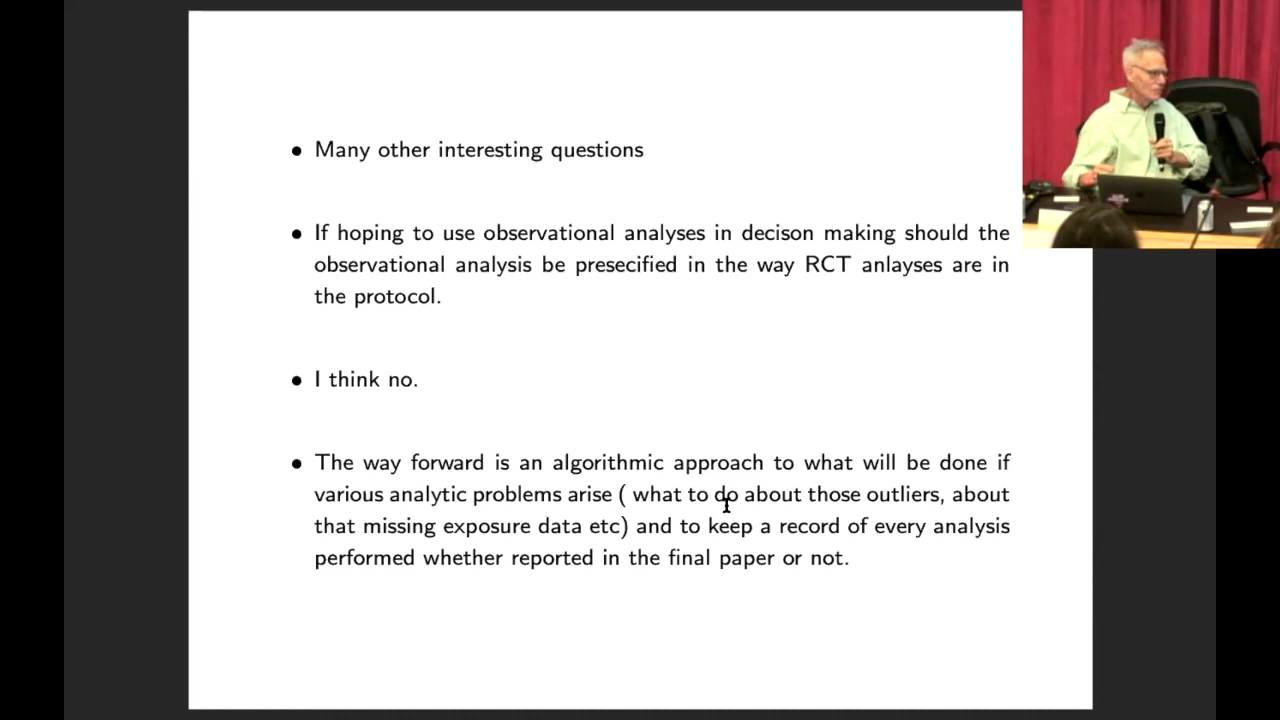 • Many other interesting questions
• If hoping to use observational analyses in decison making should the
observational analysis be presecified in the way RCT anlayses are in
the protocol.
• I think no.
• The way forward is an algorithmic approach to what will be done if
various analytic problems arise ( what to do about those outliers, about
that missing exposure data etc) and to keep a record of every analysis
performed whether reported in the final paper or not.